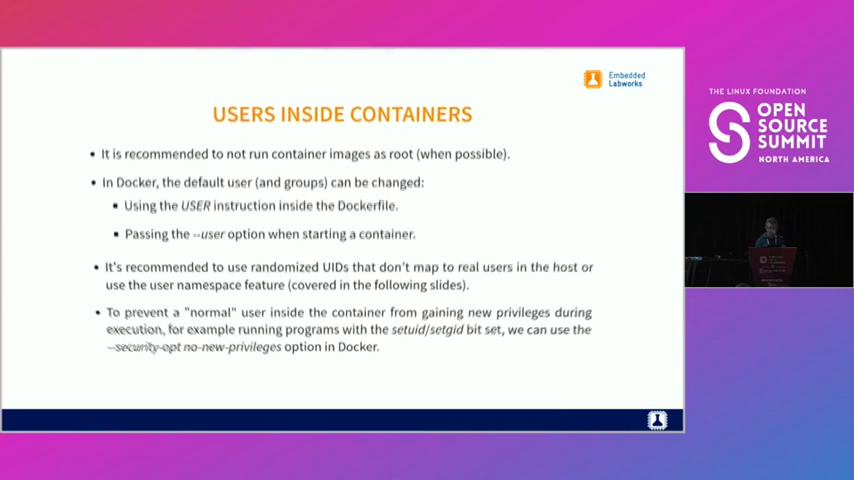 Embedded
Labworks
USERS INSIDE CONTAINERS
• It is recommended to not run container images as root (when possible).
• In Docker, the default user (and groups) can be changed:
▪ Using the USER instruction inside the Dockerfile.
▪ Passing the --user option when starting a container.
• It's recommended to use randomized UIDs that don't map to real users in the host or
use the user namespace feature (covered in the following slides).
• To prevent a "normal" user inside the container from gaining new privileges during
execution, for example running programs with the setuid/setgid bit set, we can use the
--security-opt no-new-privileges option in Docker.
THE LINUX FOUNDATION
OPEN
SOURCE
SUMMIT
NORTH AMERICA